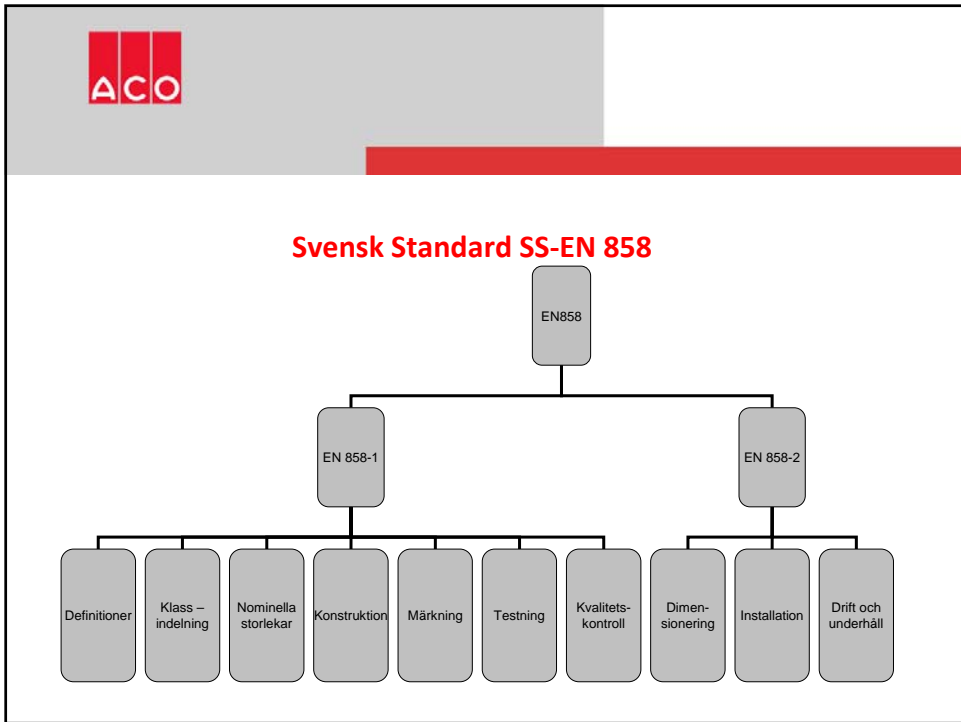 ACO
Svensk Standard SS-EN 858
EN858
EN 858-1
EN 858-2
Definitioner
Klass –
indelning
Nominella
storlekar
Konstruktion
Märkning
Testning
Kvalitets-
kontroll
Dimen-
sionering
Installation
Drift och
underhåll